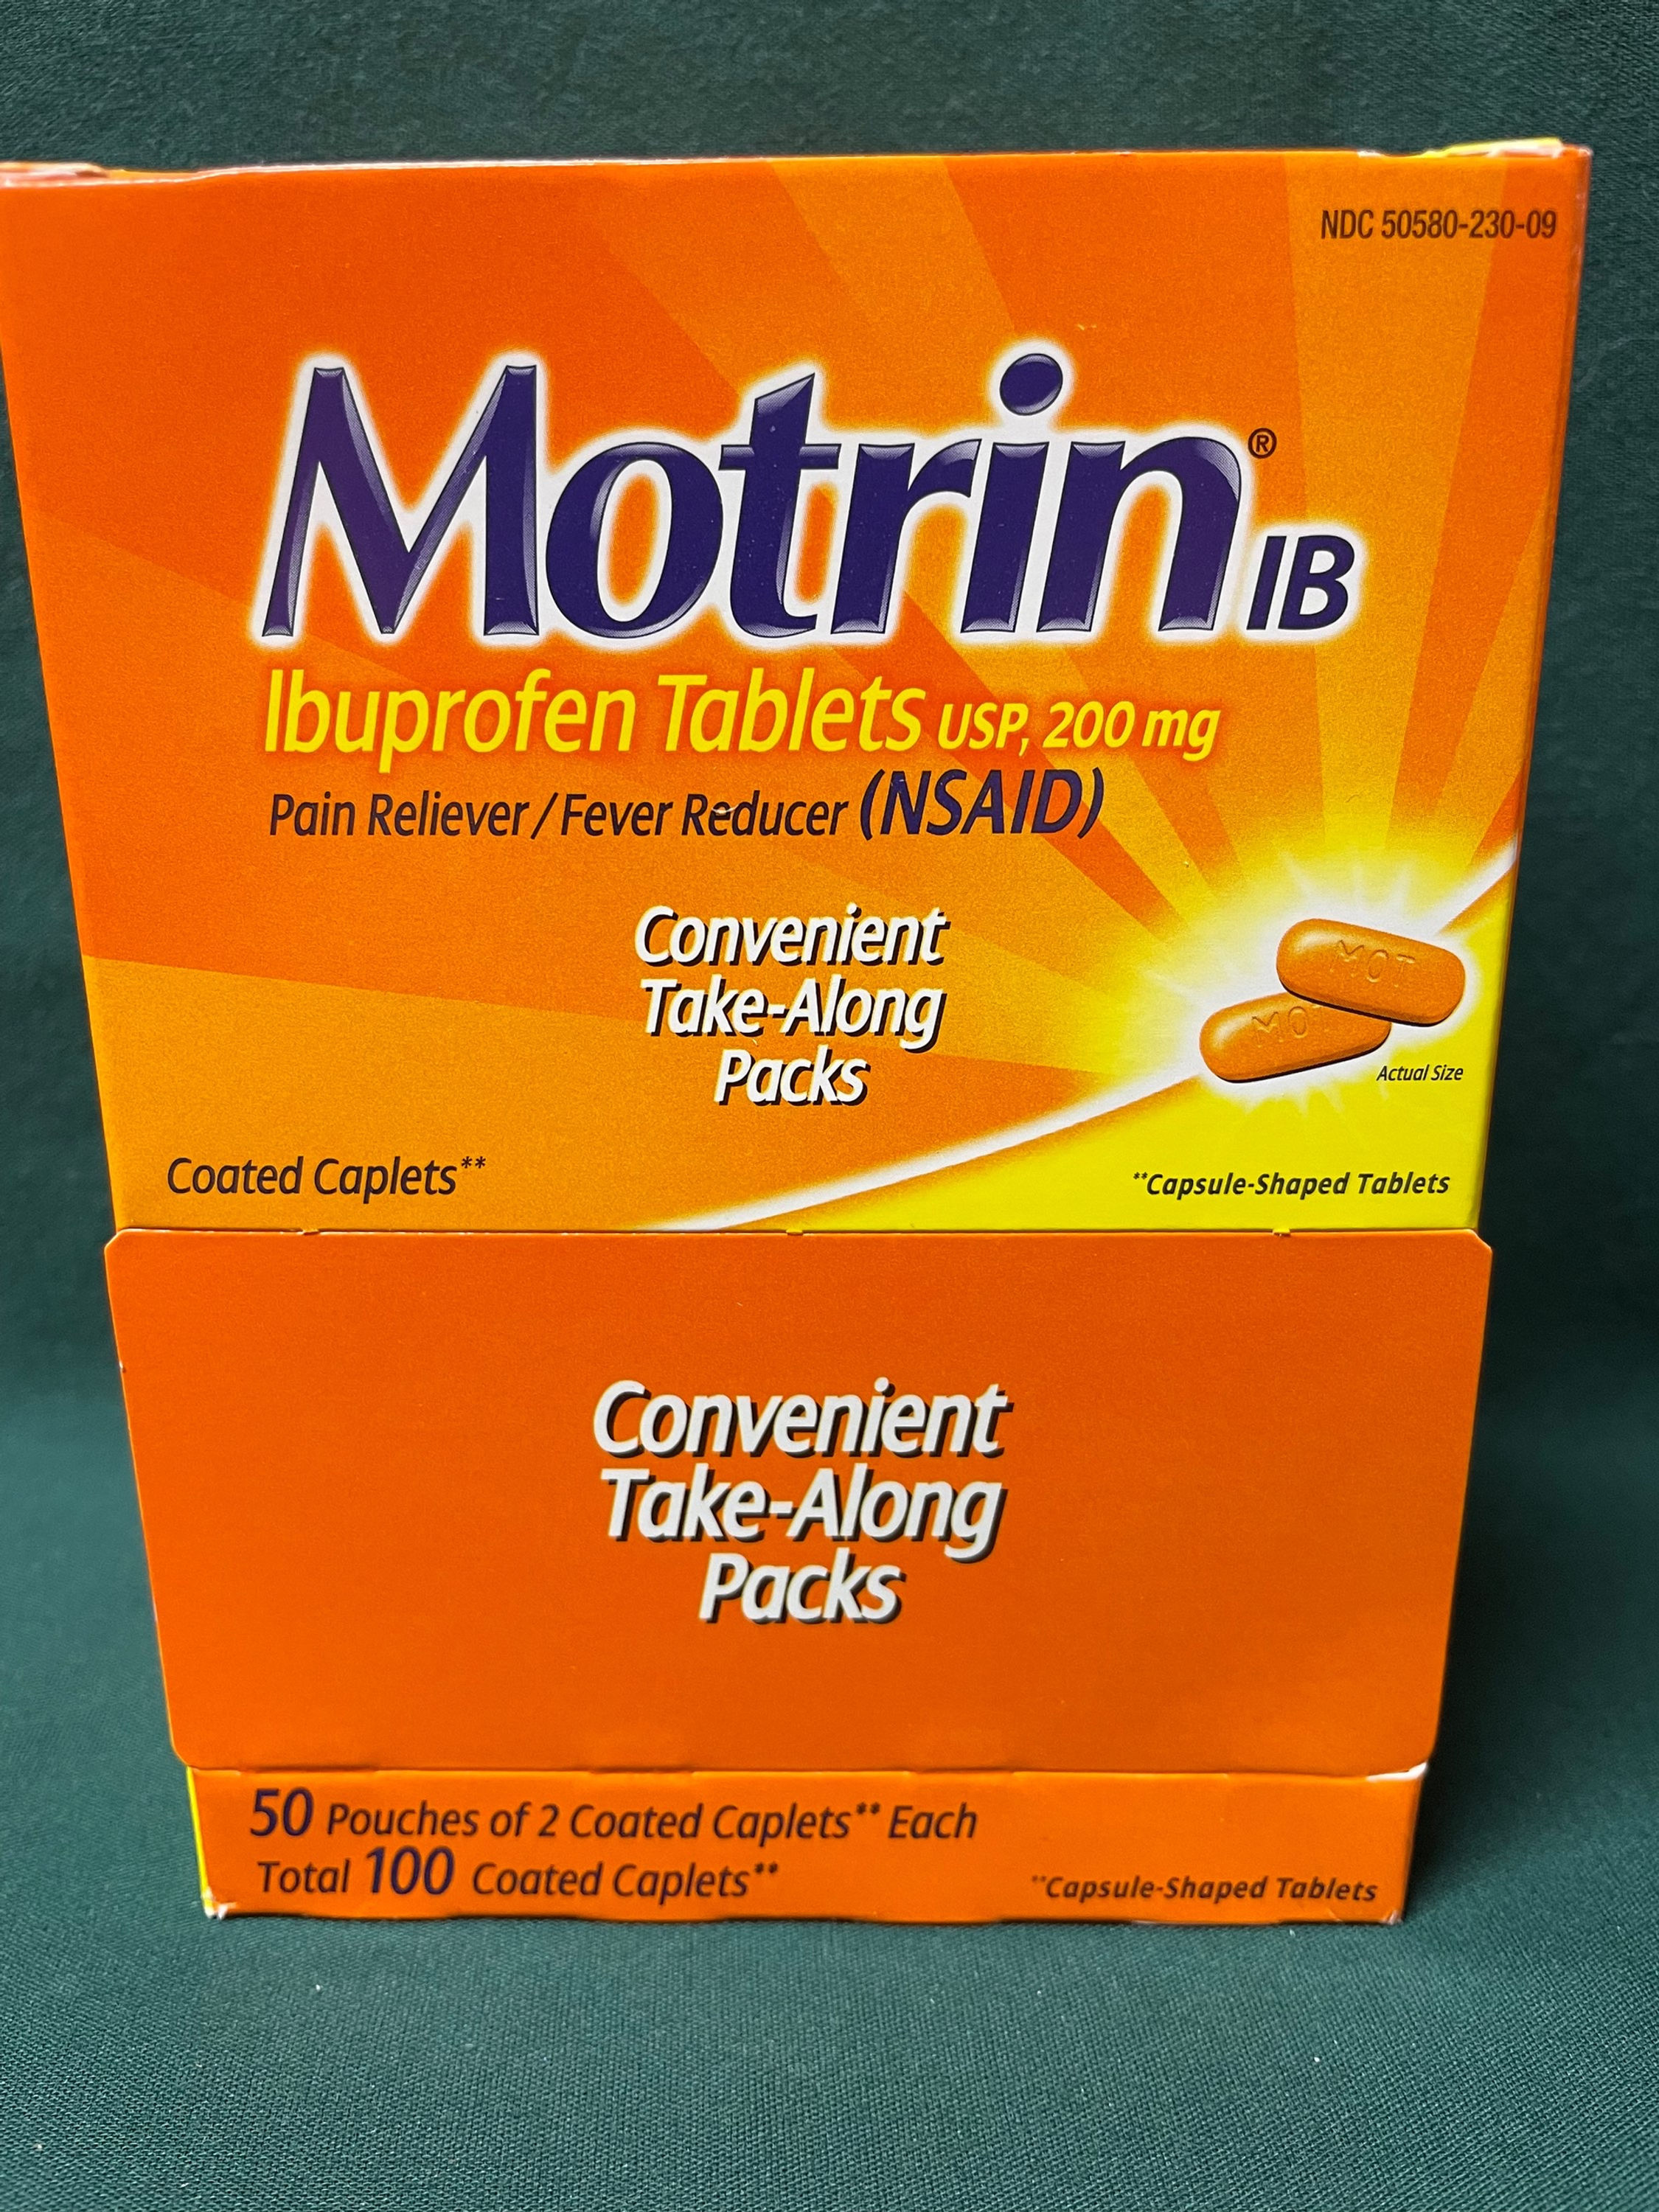 NDC 50580-230-09
Motrin® IB
Ibuprofen Tablets USP, 200 mg
Pain Reliever/Fever Reducer (NSAID)
Convenient
Take-Along
Packs
MOT
MOT
Actual Size
Coated Caplets**
**Capsule-Shaped Tablets
Convenient
Take-Along
Packs
50 Pouches of 2 Coated Caplets** Each
Total 100 Coated Caplets**
**Capsule-Shaped Tablets